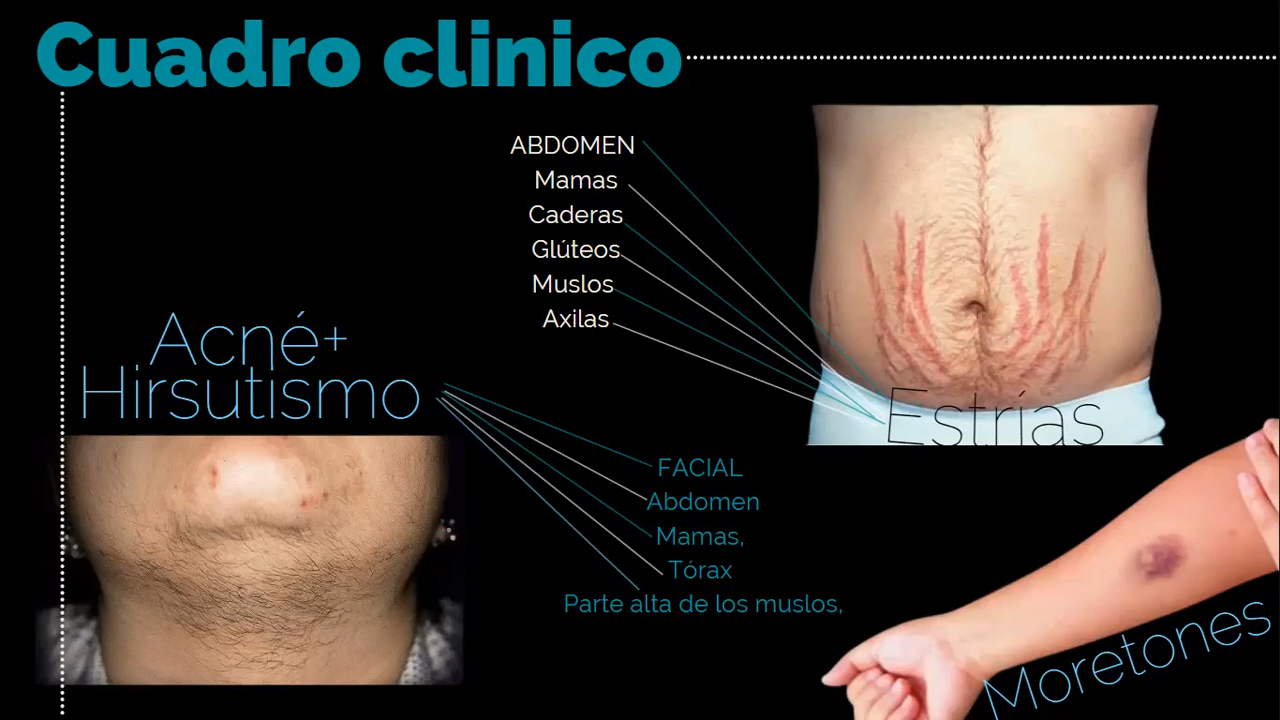 Cuadro clinico
ABDOMEN
Mamas
Caderas
Glúteos
Muslos
Axilas
Acné+
Hirsutismo
Estrías
FACIAL
Abdomen
Mamas,
Tórax
Parte alta de los muslos,
Moretones